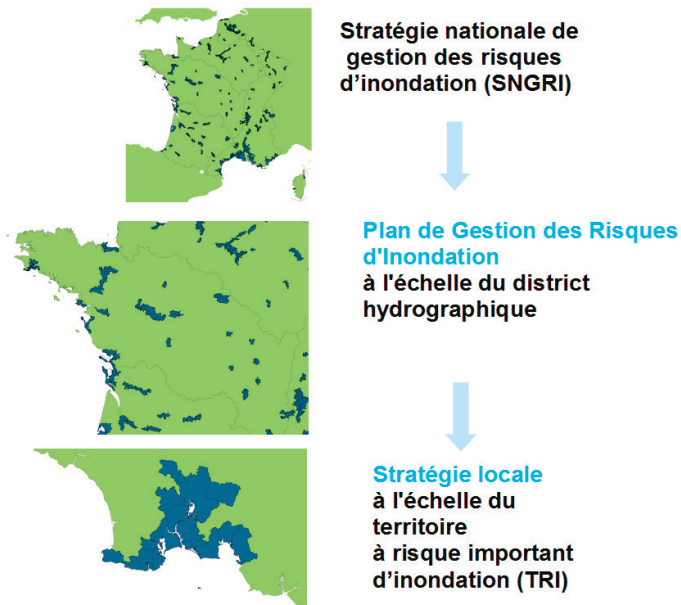 Stratégie nationale de
gestion des risques
d'inondation (SNGRI)
Plan de Gestion des Risques
d'Inondation
à l'échelle du district
hydrographique
Stratégie locale
à l'échelle du
territoire
à risque important
d'inondation (TRI)